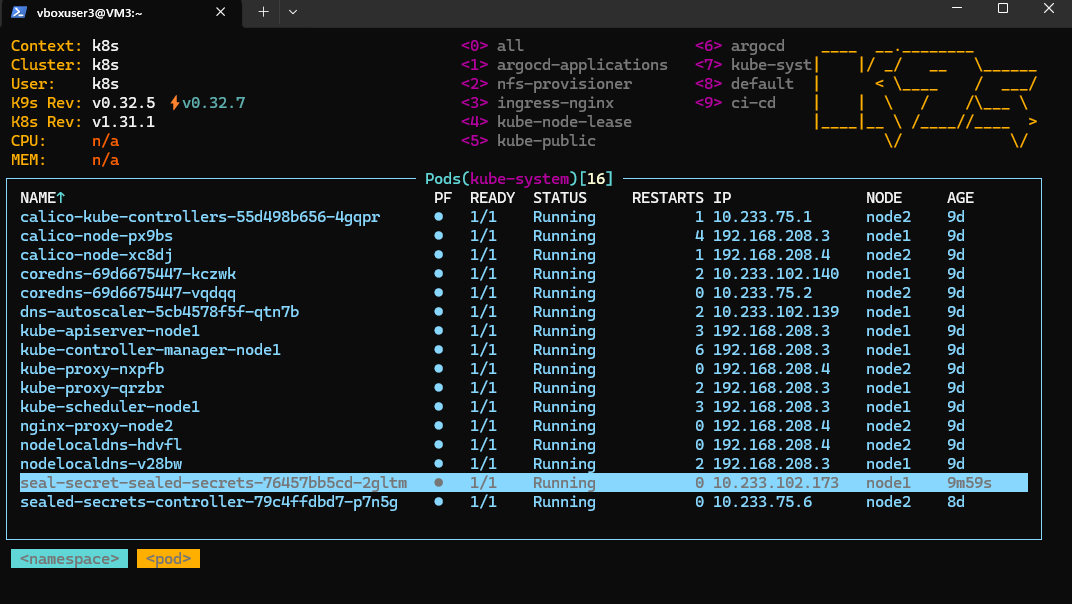 vboxuser3@VM3:~
Context: k8s <0> all <6> argocd
Cluster: k8s <1> argocd-applications <7> kube-syst
User: k8s <2> nfs-provisioner <8> default
K9s Rev: v0.32.5 ⚡v0.32.7 <3> ingress-nginx <9> ci-cd
K8s Rev: v1.31.1 <4> kube-node-lease
CPU: n/a <5> kube-public
MEM: n/a
Pods(kube-system)[16]
NAME↑ PF READY STATUS RESTARTS IP NODE AGE
calico-kube-controllers-55d498b656-4gqpr ● 1/1 Running 1 10.233.75.1 node2 9d
calico-node-px9bs ● 1/1 Running 4 192.168.208.3 node1 9d
calico-node-xc8dj ● 1/1 Running 1 192.168.208.4 node2 9d
coredns-69d6675447-kczwk ● 1/1 Running 2 10.233.102.140 node1 9d
coredns-69d6675447-vqdqq ● 1/1 Running 0 10.233.75.2 node2 9d
dns-autoscaler-5cb4578f5f-qtn7b ● 1/1 Running 2 10.233.102.139 node1 9d
kube-apiserver-node1 ● 1/1 Running 3 192.168.208.3 node1 9d
kube-controller-manager-node1 ● 1/1 Running 6 192.168.208.3 node1 9d
kube-proxy-nxpfb ● 1/1 Running 0 192.168.208.4 node2 9d
kube-proxy-qrzbr ● 1/1 Running 2 192.168.208.3 node1 9d
kube-scheduler-node1 ● 1/1 Running 3 192.168.208.3 node1 9d
nginx-proxy-node2 ● 1/1 Running 0 192.168.208.4 node2 9d
nodelocaldns-hdvfl ● 1/1 Running 0 192.168.208.4 node2 9d
nodelocaldns-v28bw ● 1/1 Running 2 192.168.208.3 node1 9d
seal-secret-sealed-secrets-76457bb5cd-2gltm ● 1/1 Running 0 10.233.102.173 node1 9m59s
sealed-secrets-controller-79c4ffdbd7-p7n5g ● 1/1 Running 0 10.233.75.6 node2 8d
<namespace> <pod>